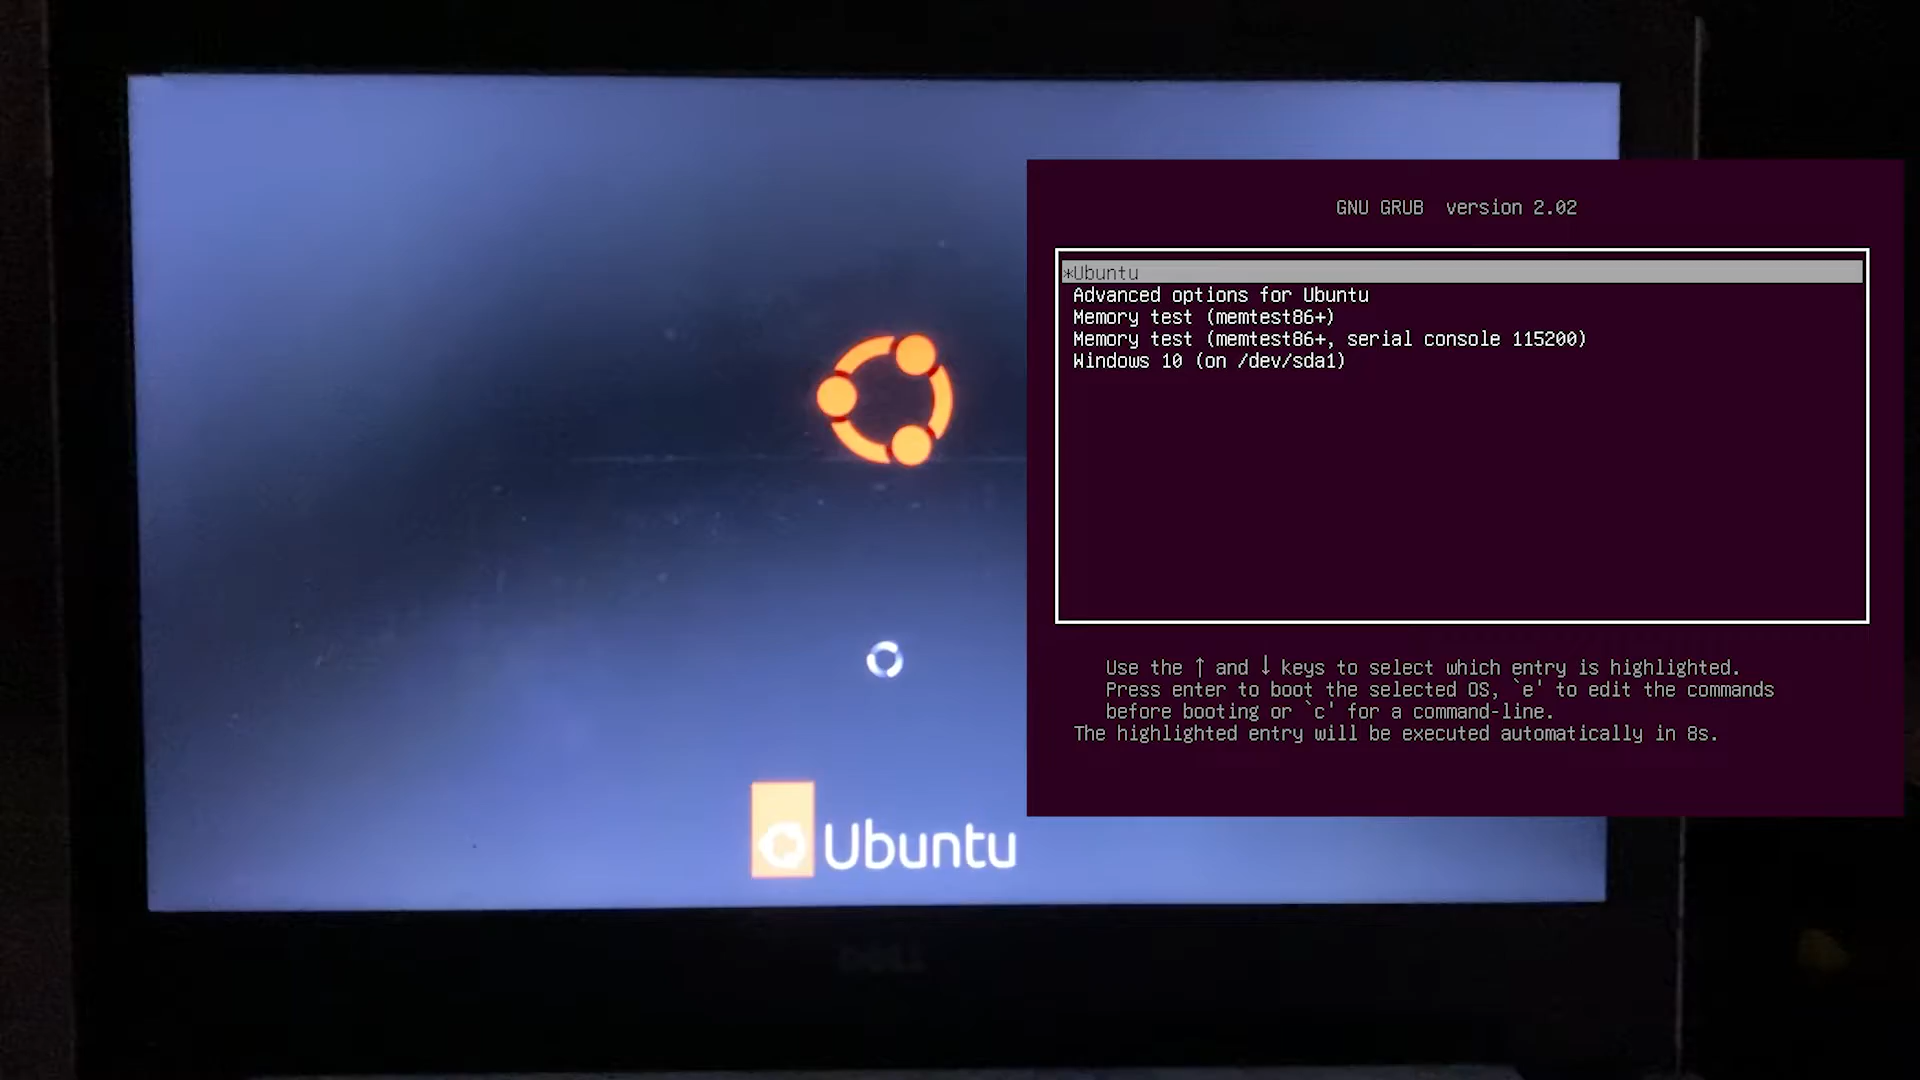 GNU GRUB version 2.02
*Ubuntu
Advanced options for Ubuntu
Memory test (memtest86+)
Memory test (memtest86+, serial console 115200)
Windows 10 (on /dev/sda1)
Use the ↑ and ↓ keys to select which entry is highlighted.
Press enter to boot the selected OS, `e' to edit the commands
before booting or `c' for a command-line.
The highlighted entry will be executed automatically in 8s.
Ubuntu
DELL